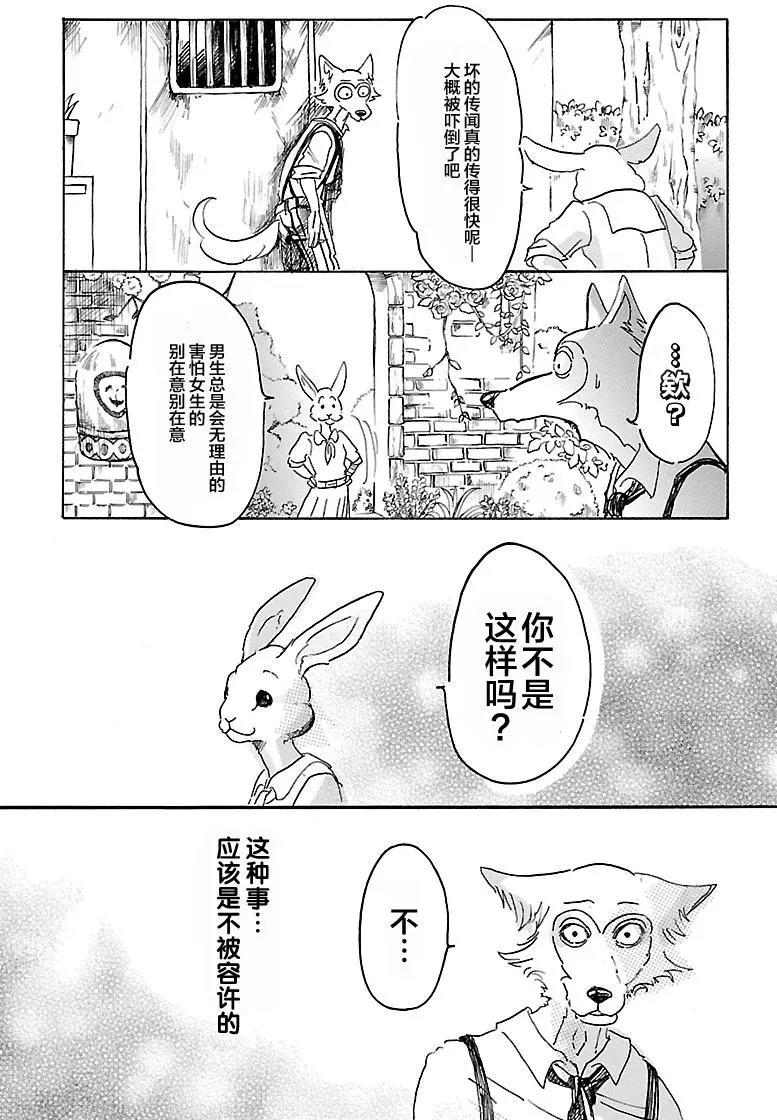 坏的传闻真的传得很快呢—
大概被吓倒了吧
…欸?
男生总是会无理由的
害怕女生的
别在意别在意
你不是
这样吗?
不…
这种事…
应该是不被容许的